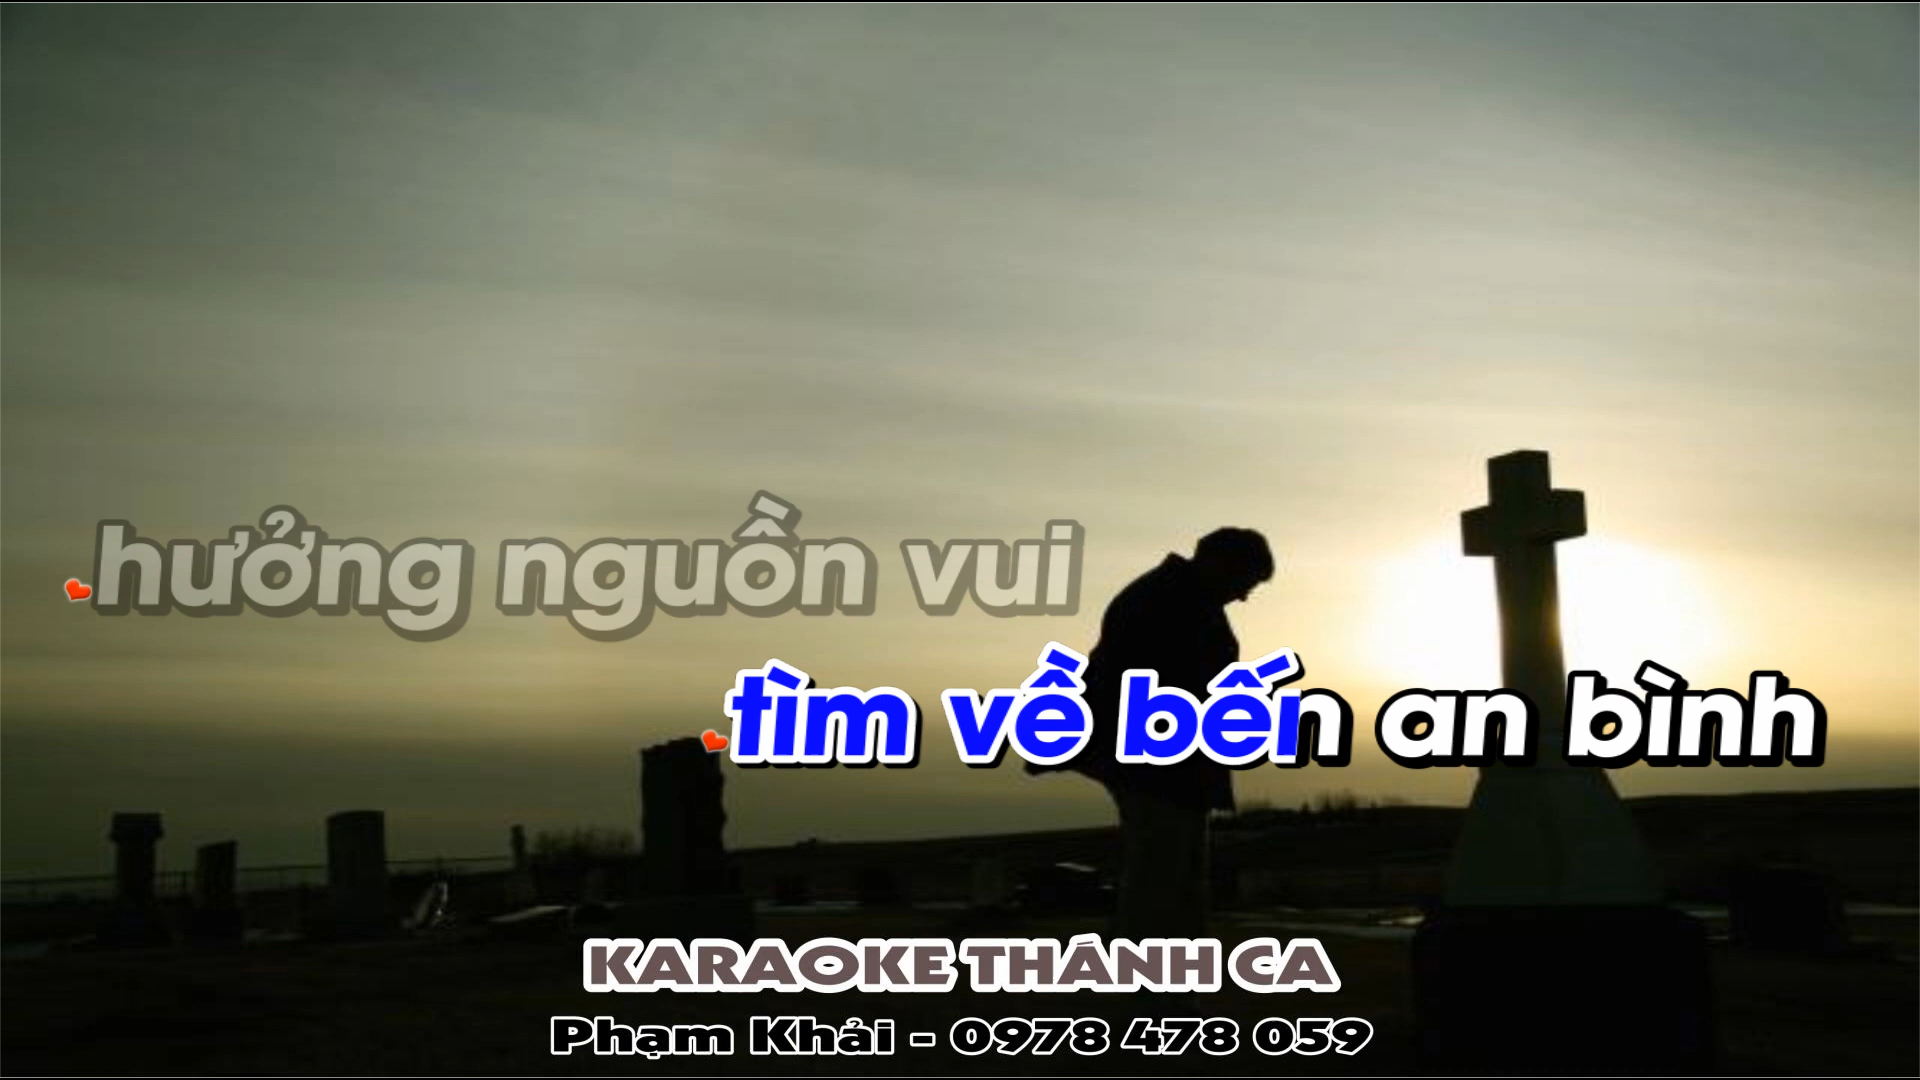 hưởng nguồn vui
tìm về bến an bình
KARAOKE THÁNH CA
Phạm Khải - 0978 478 059